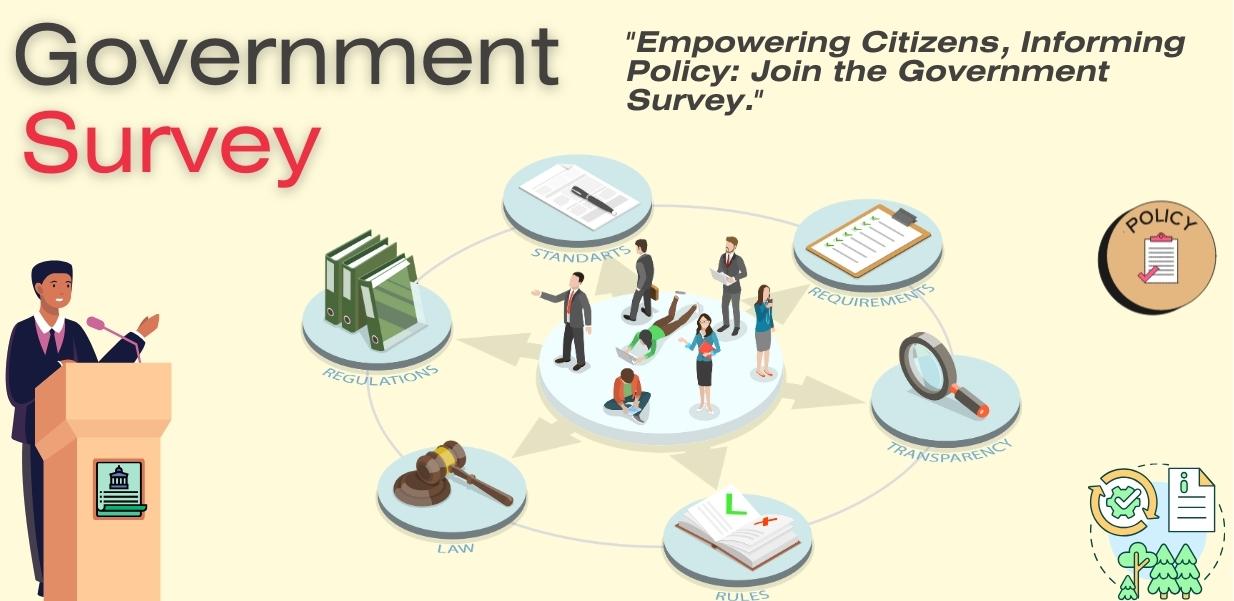 Government
Survey
"Empowering Citizens, Informing
Policy: Join the Government
Survey."
STANDARTS
REQUIREMENTS
POLICY
REGULATIONS
TRANSPARENCY
LAW
RULES